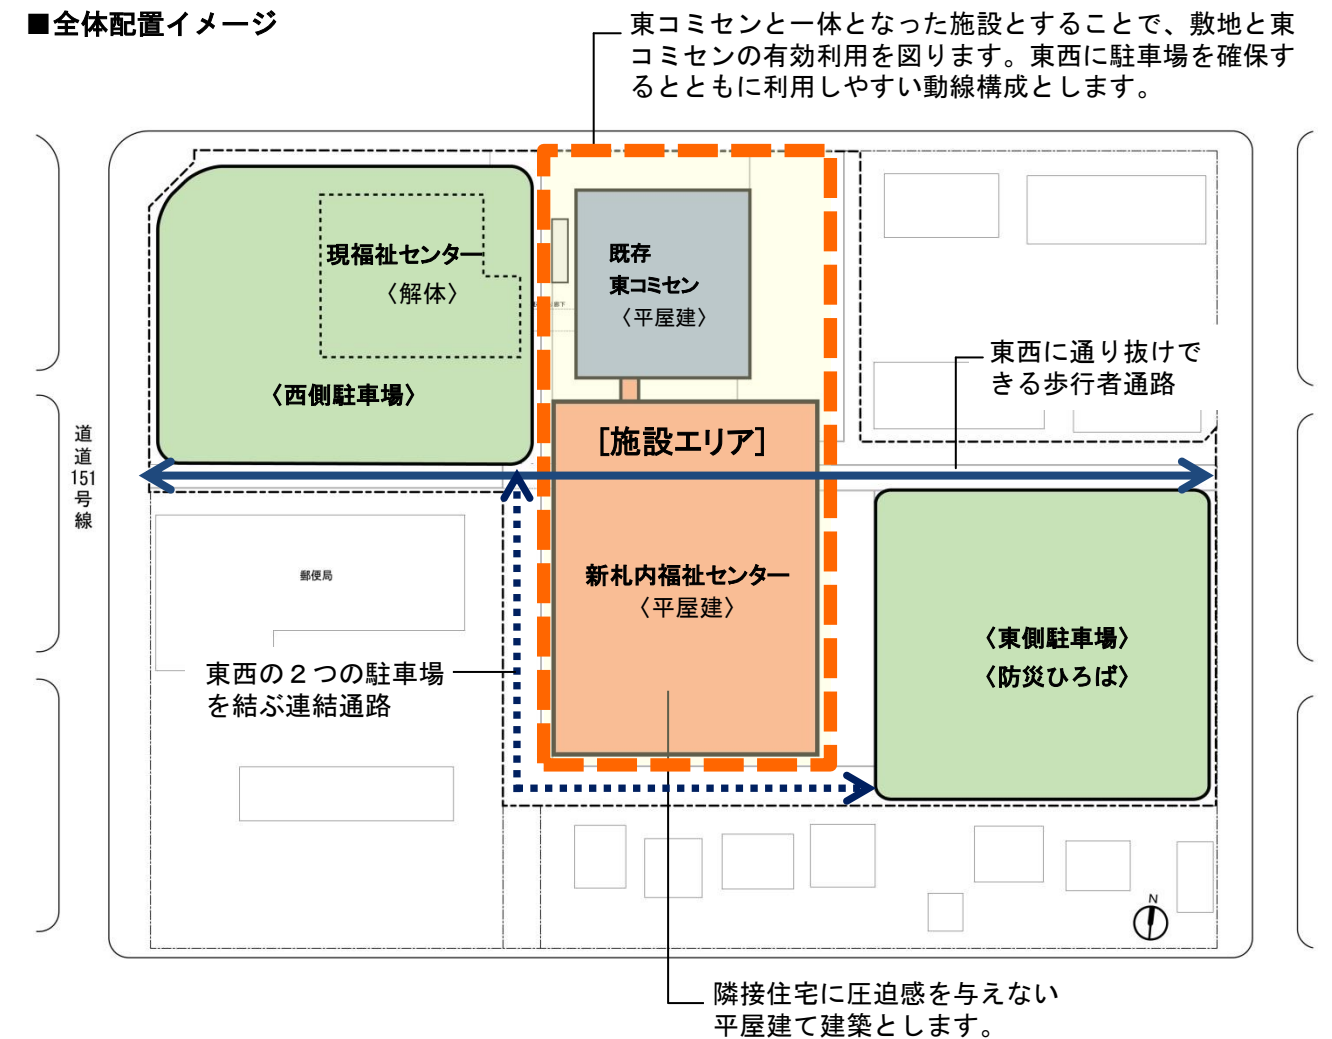 ■全体配置イメージ
東コミセンと一体となった施設とすることで、敷地と東
コミセンの有効利用を図ります。東西に駐車場を確保す
るとともに利用しやすい動線構成とします。
現福祉センター
〈解体〉
〈西側駐車場〉
既存
東コミセン
〈平屋建〉
廊下
東西に通り抜けで
きる歩行者通路
道道151号線
[施設エリア]
新札内福祉センター
〈平屋建〉
郵便局
東西の２つの駐車場
を結ぶ連結通路
〈東側駐車場〉
〈防災ひろば〉
N
隣接住宅に圧迫感を与えない
平屋建て建築とします。